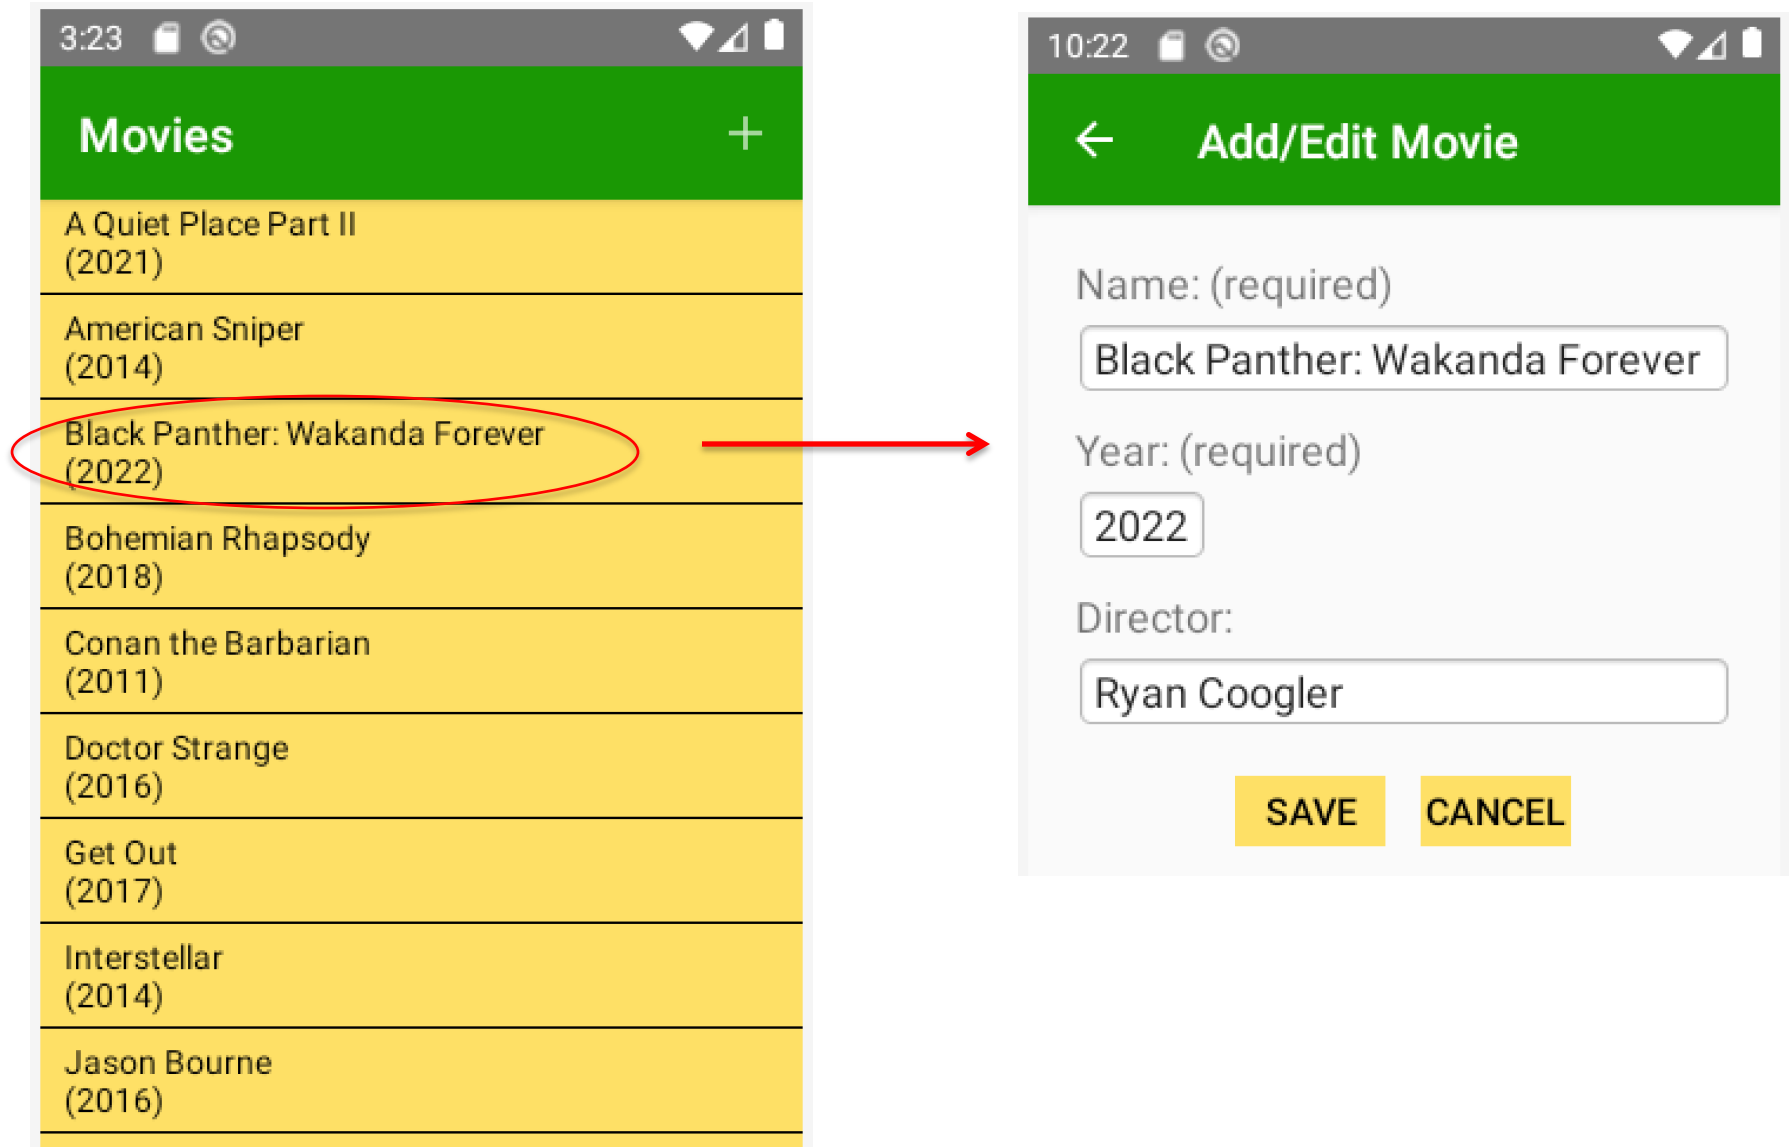 3:23
Movies
+
A Quiet Place Part II
(2021)
American Sniper
(2014)
Black Panther: Wakanda Forever
(2022)
Bohemian Rhapsody
(2018)
Conan the Barbarian
(2011)
Doctor Strange
(2016)
Get Out
(2017)
Interstellar
(2014)
Jason Bourne
(2016)
10:22
Add/Edit Movie
Name: (required)
Black Panther: Wakanda Forever
Year: (required)
2022
Director:
Ryan Coogler
SAVE CANCEL